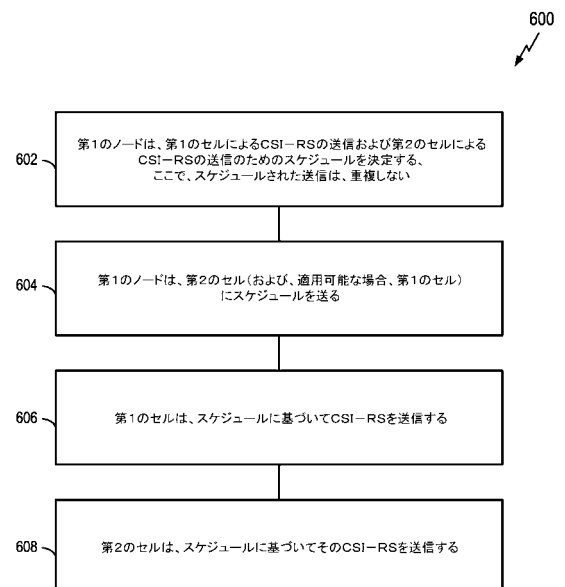 600
602
第1のノードは、第1のセルによるCSI-RSの送信および第2のセルによる
CSI-RSの送信のためのスケジュールを決定する、
ここで、スケジュールされた送信は、重複しない
604
第1のノードは、第2のセル(および、適用可能な場合、第1のセル)
にスケジュールを送る
606
第1のセルは、スケジュールに基づいてCSI-RSを送信する
608
第2のセルは、スケジュールに基づいてそのCSI-RSを送信する